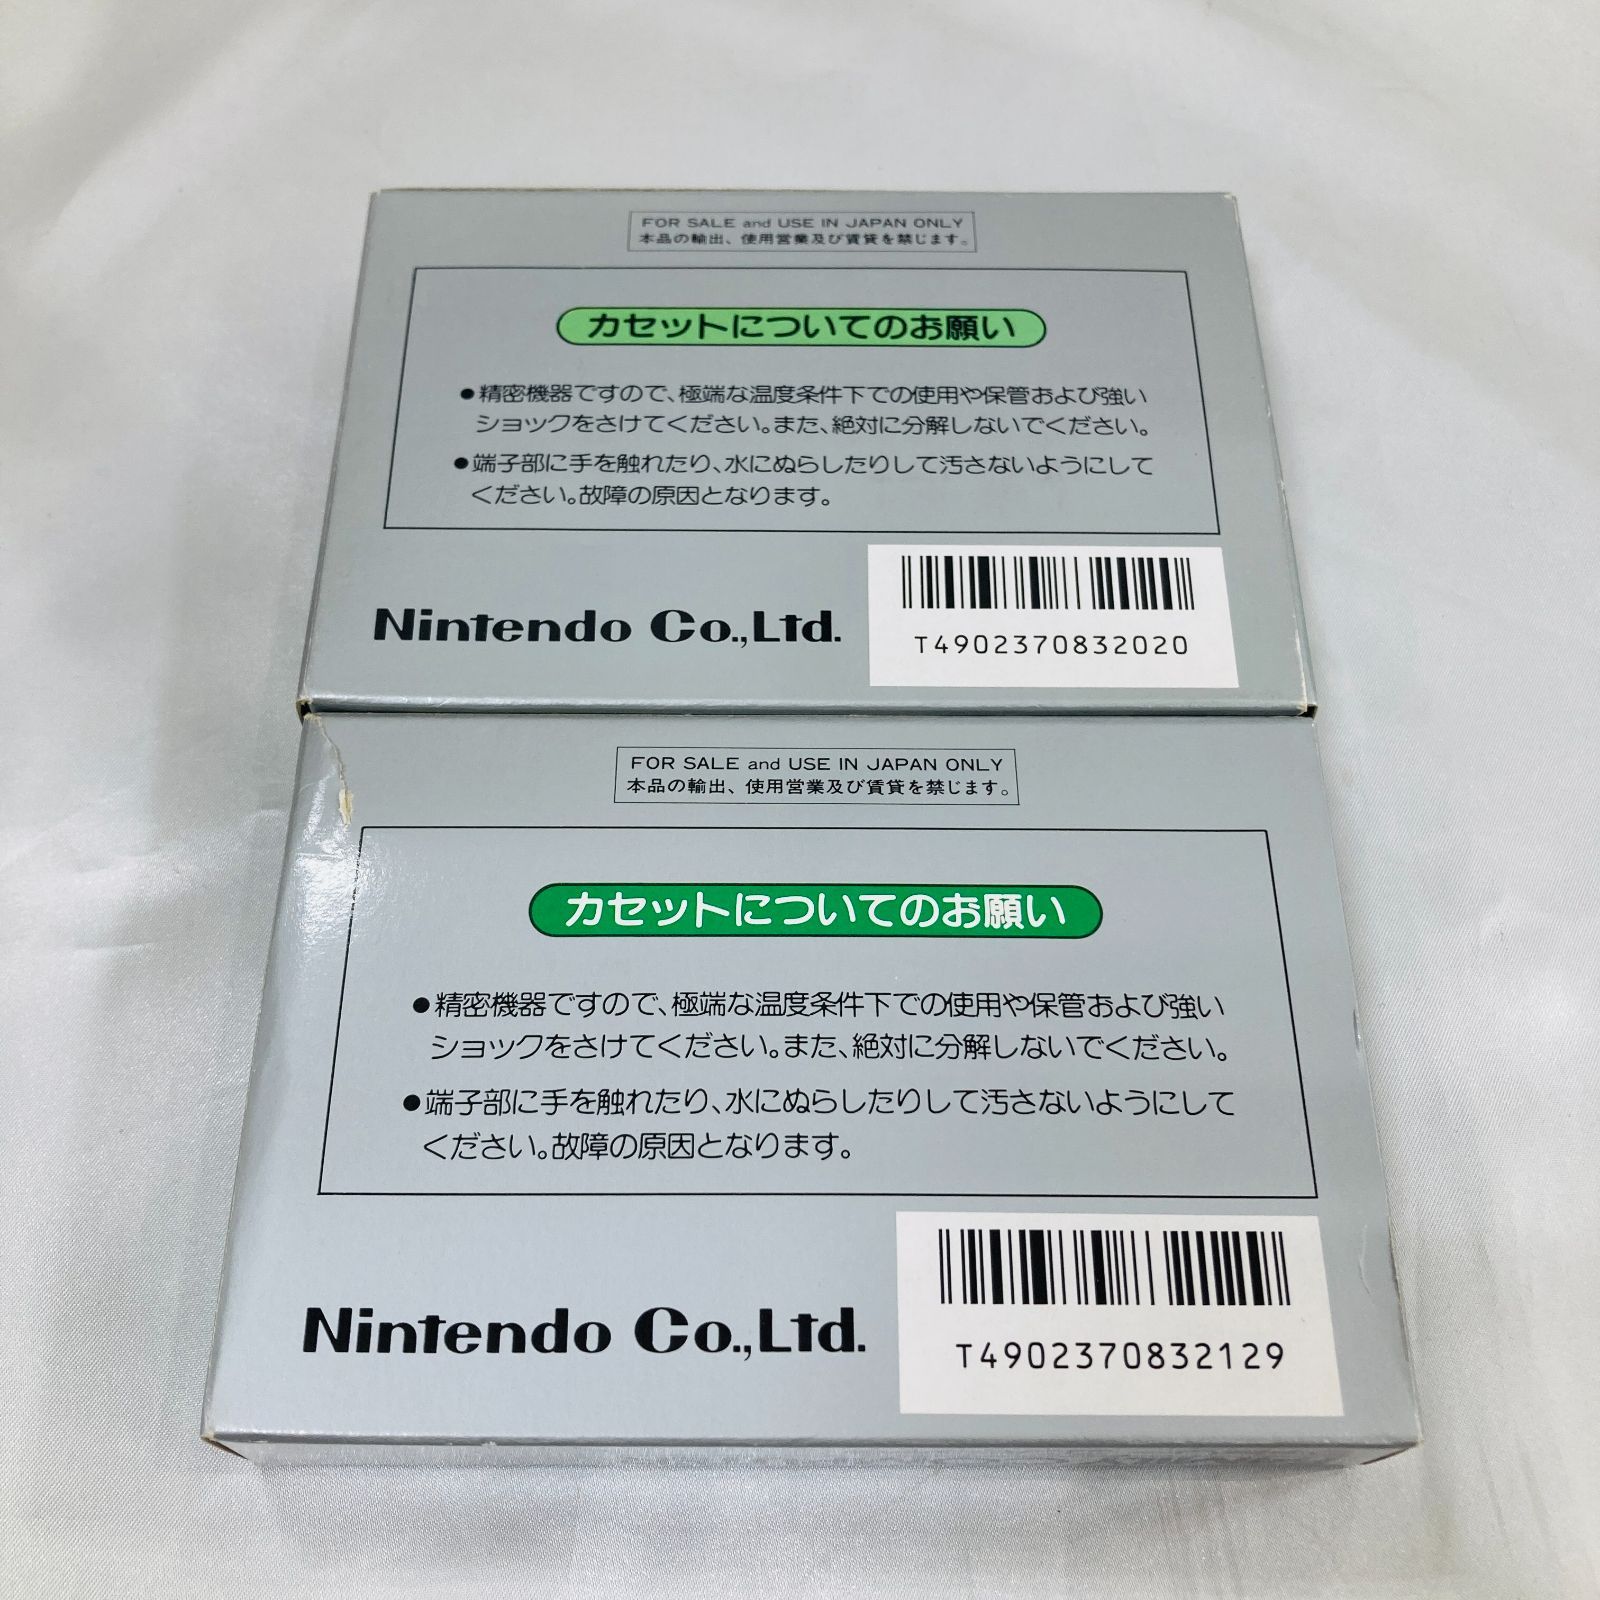 FOR SALE and USE IN JAPAN ONLY
本品の輸出、使用営業及び賃貸を禁じます。
カセットについてのお願い
●精密機器ですので、極端な温度条件下での使用や保管および強い
ショックをさけてください。また、絶対に分解しないでください。
●端子部に手を触れたり、水にぬらしたりして汚さないようにして
ください。故障の原因となります。
Nintendo Co.,Ltd.
T4902370832020
FOR SALE and USE IN JAPAN ONLY
本品の輸出、使用営業及び賃貸を禁じます。
カセットについてのお願い
●精密機器ですので、極端な温度条件下での使用や保管および強い
ショックをさけてください。また、絶対に分解しないでください。
●端子部に手を触れたり、水にぬらしたりして汚さないようにして
ください。故障の原因となります。
Nintendo Co.,Ltd.
T4902370832129